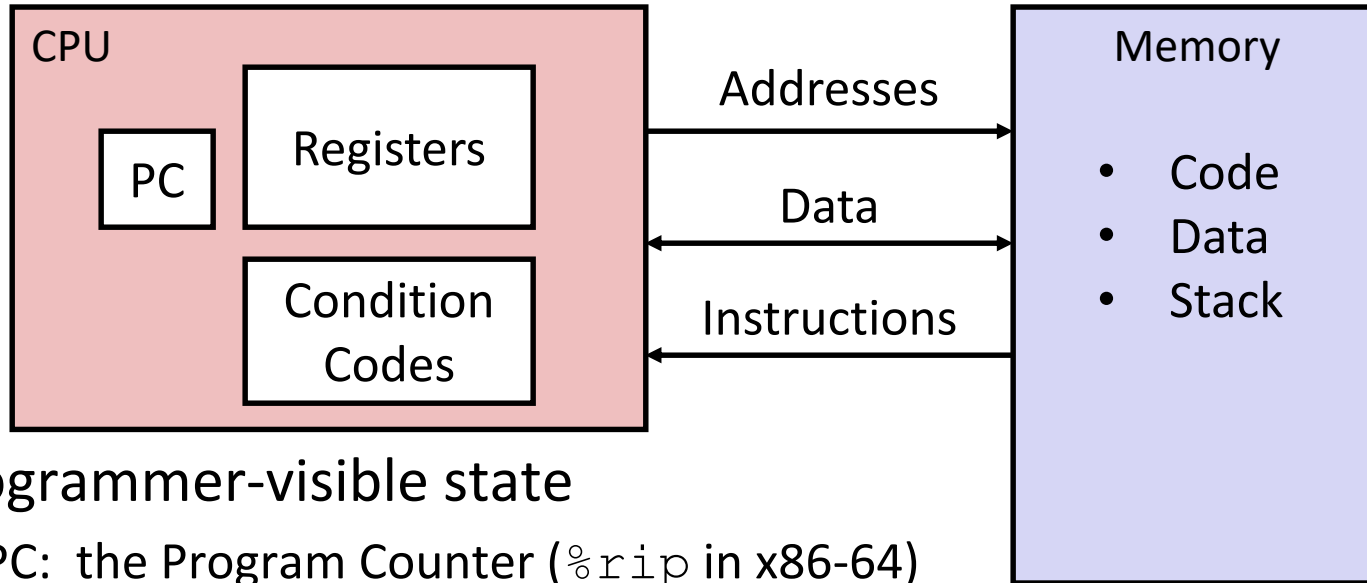 CPU
PC
Registers
Condition
Codes
Addresses
Data
Instructions
Memory
• Code
• Data
• Stack
ogrammer-visible state
PC: the Program Counter (%rip in x86-64)